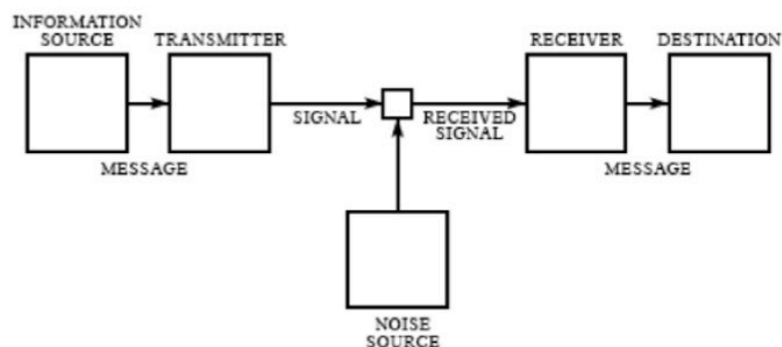 INFORMATION
SOURCE
TRANSMITTER
RECEIVER
DESTINATION
SIGNAL
RECEIVED
SIGNAL
MESSAGE
MESSAGE
NOISE
SOURCE